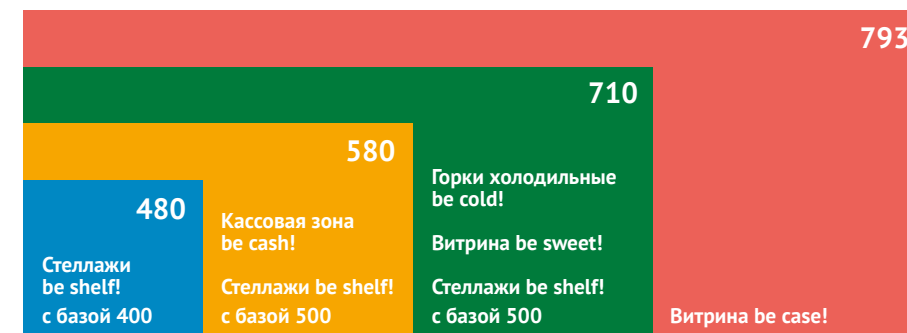 793
710
580
480
Стеллажи
be shelf!
с базой 400
Кассовая зона
be cash!
Стеллажи be shelf!
с базой 500
Горки холодильные
be cold!
Витрина be sweet!
Стеллажи be shelf!
с базой 500
Витрина be case!